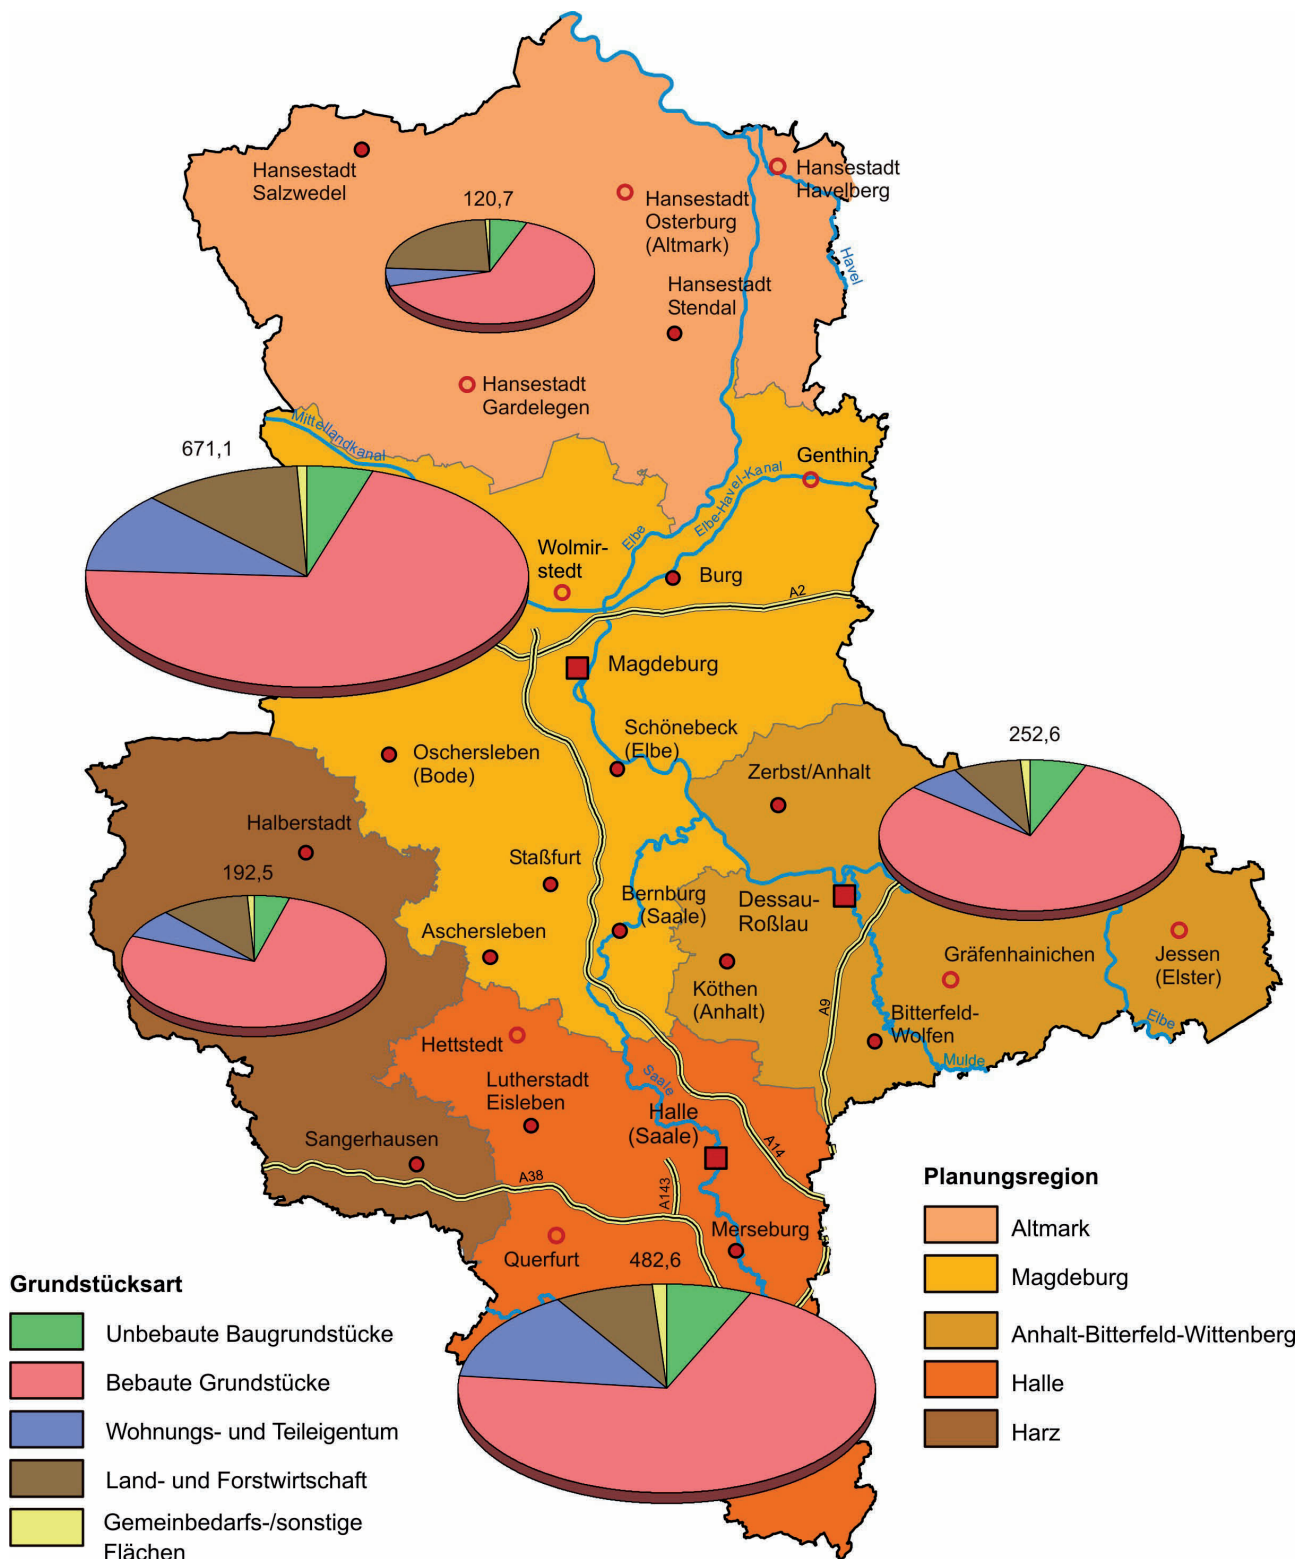 Hansestadt
Salzwedel
Hansestadt
Havelberg
120,7
Hansestadt
Osterburg
(Altmark)
Havel
Hansestadt
Stendal
Hansestadt
Gardelegen
Mittellandkanal
671,1
Genthin
Elbe-Havel-Kanal
Elbe
Wolmir-
stedt
Burg
A2
Magdeburg
Schönebeck
(Elbe)
Oschersleben
(Bode)
252,6
Zerbst/Anhalt
Halberstadt
192,5
Staßfurt
Bernburg
(Saale)
Dessau-
Roßlau
Aschersleben
Gräfenhainichen
Jessen
(Elster)
Köthen
(Anhalt)
A9
Bitterfeld-
Wolfen
Elbe
Mulde
Hettstedt
Saale
Lutherstadt
Eisleben
Halle
(Saale)
A14
Sangerhausen
A38
A143
Merseburg
Querfurt
482,6
Planungsregion
Altmark
Magdeburg
Anhalt-Bitterfeld-Wittenberg
Halle
Harz
Grundstücksart
Unbebaute Baugrundstücke
Bebaute Grundstücke
Wohnungs- und Teileigentum
Land- und Forstwirtschaft
Gemeinbedarfs-/sonstige
Flächen